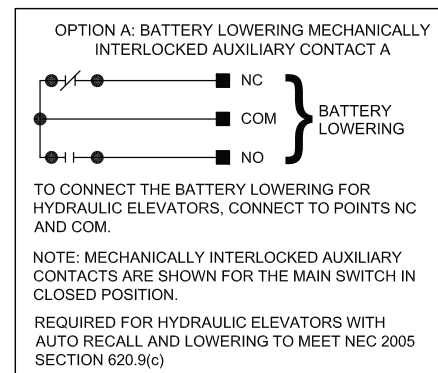 OPTION A: BATTERY LOWERING MECHANICALLY
INTERLOCKED AUXILIARY CONTACT A
NC
COM
NO
BATTERY
LOWERING
TO CONNECT THE BATTERY LOWERING FOR
HYDRAULIC ELEVATORS, CONNECT TO POINTS NC
AND COM.
NOTE: MECHANICALLY INTERLOCKED AUXILIARY
CONTACTS ARE SHOWN FOR THE MAIN SWITCH IN
CLOSED POSITION.
REQUIRED FOR HYDRAULIC ELEVATORS WITH
AUTO RECALL AND LOWERING TO MEET NEC 2005
SECTION 620.9(c)